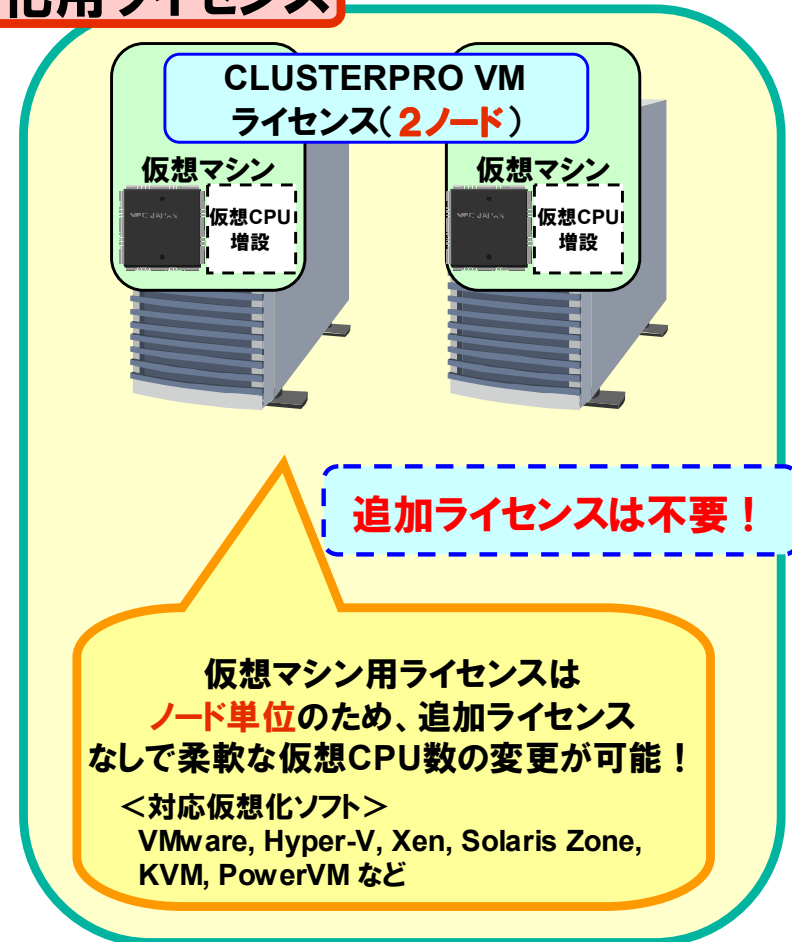 化用ライセンス
CLUSTERPRO VM
ライセンス(２ノード)
仮想マシン
仮想マシン
NEC JAPAN
仮想CPU
増設
NEC JAPAN
仮想CPU
増設
追加ライセンスは不要！
仮想マシン用ライセンスは
ノード単位のため、追加ライセンス
なしで柔軟な仮想CPU数の変更が可能！
＜対応仮想化ソフト＞
VMware, Hyper-V, Xen, Solaris Zone,
KVM, PowerVM など